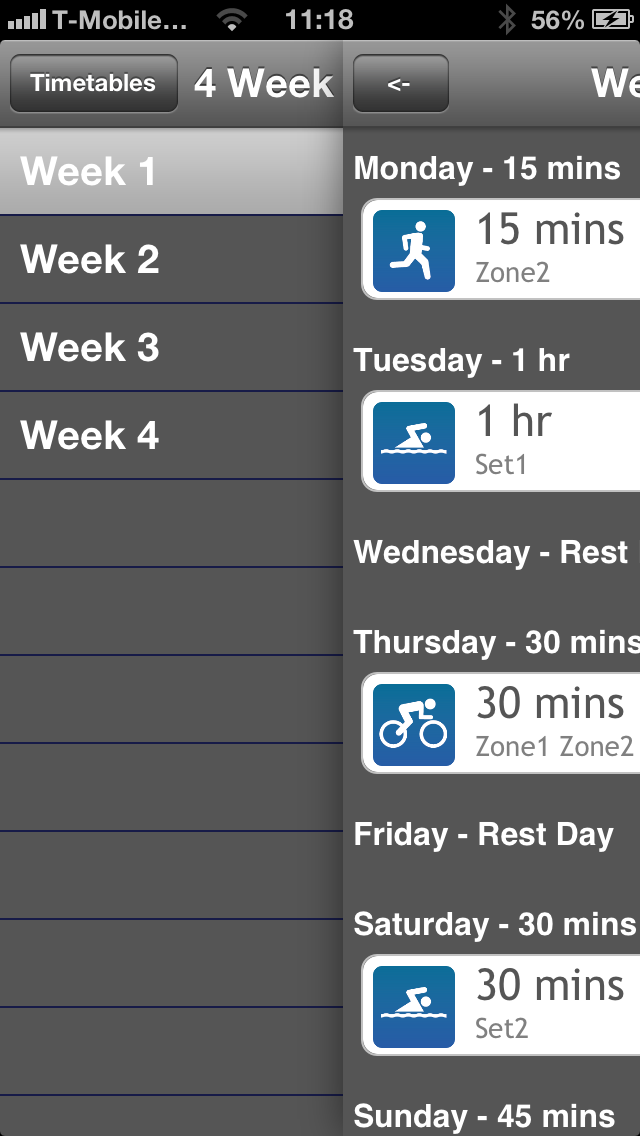 T-Mobile... 11:18 56%
Timetables 4 Week
Week 1
Week 2
Week 3
Week 4
<-
Monday - 15 mins
15 mins
Zone2
Tuesday - 1 hr
1 hr
Set1
Wednesday - Rest
Thursday - 30 mins
30 mins
Zone1 Zone2
Friday - Rest Day
Saturday - 30 mins
30 mins
Set2
Sunday - 45 mins